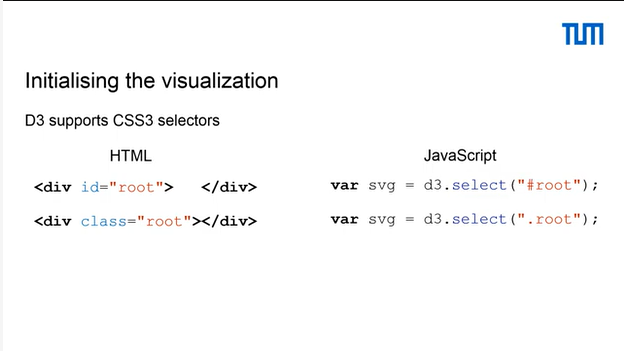 TUM
Initialising the visualization
D3 supports CSS3 selectors
HTML JavaScript
<div id="root"> </div> var svg = d3.select("#root");
<div class="root"></div> var svg = d3.select(".root");